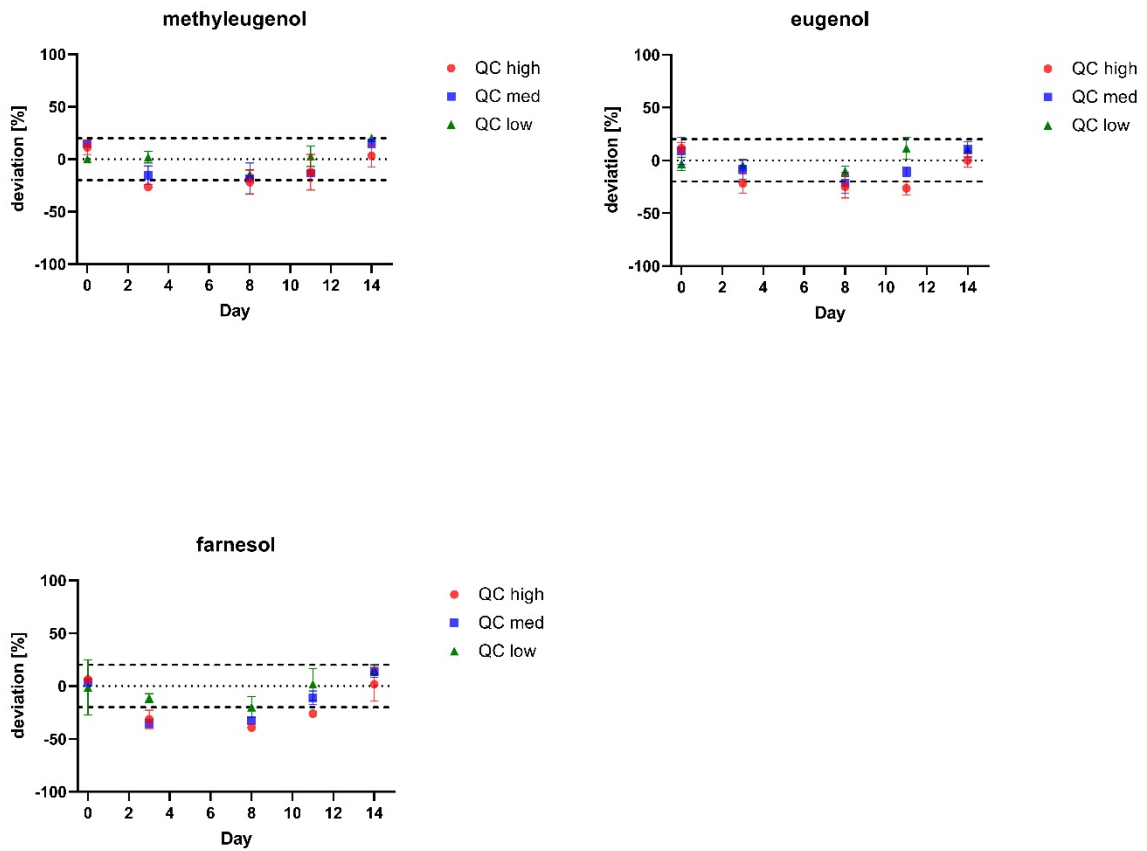 methyleugenol
100
50
0
-50
-100
deviation [%]
0 2 4 6 8 10 12 14
Day
QC high
QC med
QC low
eugenol
100
50
0
-50
-100
deviation [%]
0 2 4 6 8 10 12 14
Day
QC high
QC med
QC low
farnesol
100
50
0
-50
-100
deviation [%]
0 2 4 6 8 10 12 14
Day
QC high
QC med
QC low